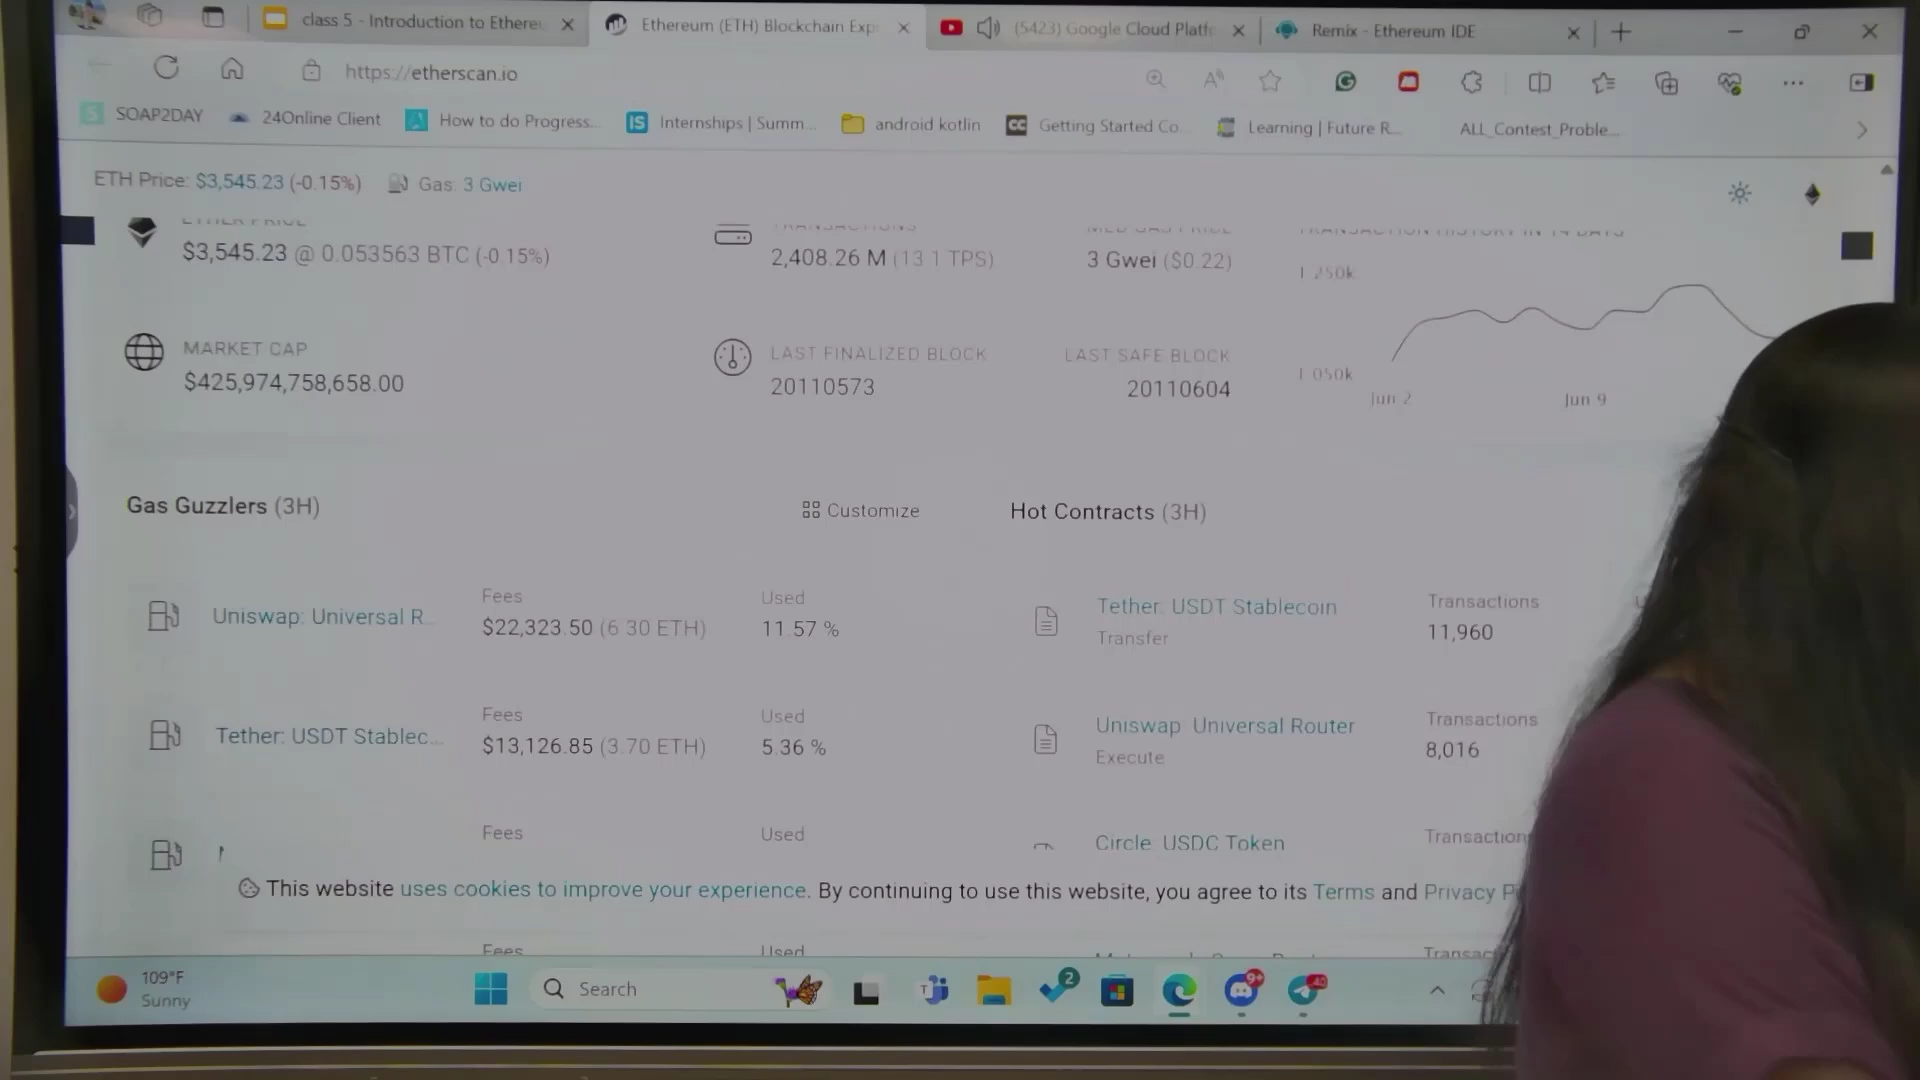 class 5 - Introduction to Ethere
Ethereum (ETH) Blockchain Exp
(5423) Google Cloud Platf
Remix - Ethereum IDE
https://etherscan.io
SOAP2DAY
24Online Client
How to do Progress...
Internships | Summ...
android kotlin
Getting Started Co...
Learning | Future R...
ALL_Contest_Proble...
ETH Price: $3,545.23 (-0.15%)
Gas: 3 Gwei
$3,545.23 @ 0.053563 BTC (-0.15%)
2,408.26 M (13.1 TPS)
3 Gwei ($0.22)
1 250k
MARKET CAP
$425,974,758,658.00
LAST FINALIZED BLOCK
20110573
LAST SAFE BLOCK
20110604
1 050k
Jun 2
Jun 9
Gas Guzzlers (3H)
Customize
Hot Contracts (3H)
Uniswap: Universal R...
Fees
$22,323.50 (6.30 ETH)
Used
11.57 %
Tether: USDT Stablecoin
Transfer
Transactions
11,960
Tether: USDT Stablec...
Fees
$13,126.85 (3.70 ETH)
Used
5.36 %
Uniswap: Universal Router
Execute
Transactions
8,016
Fees
Used
Circle: USDC Token
Transaction
This website uses cookies to improve your experience. By continuing to use this website, you agree to its Terms and Privacy P
Fees
Used
Transac
109°F
Sunny
Search
2
9+
40